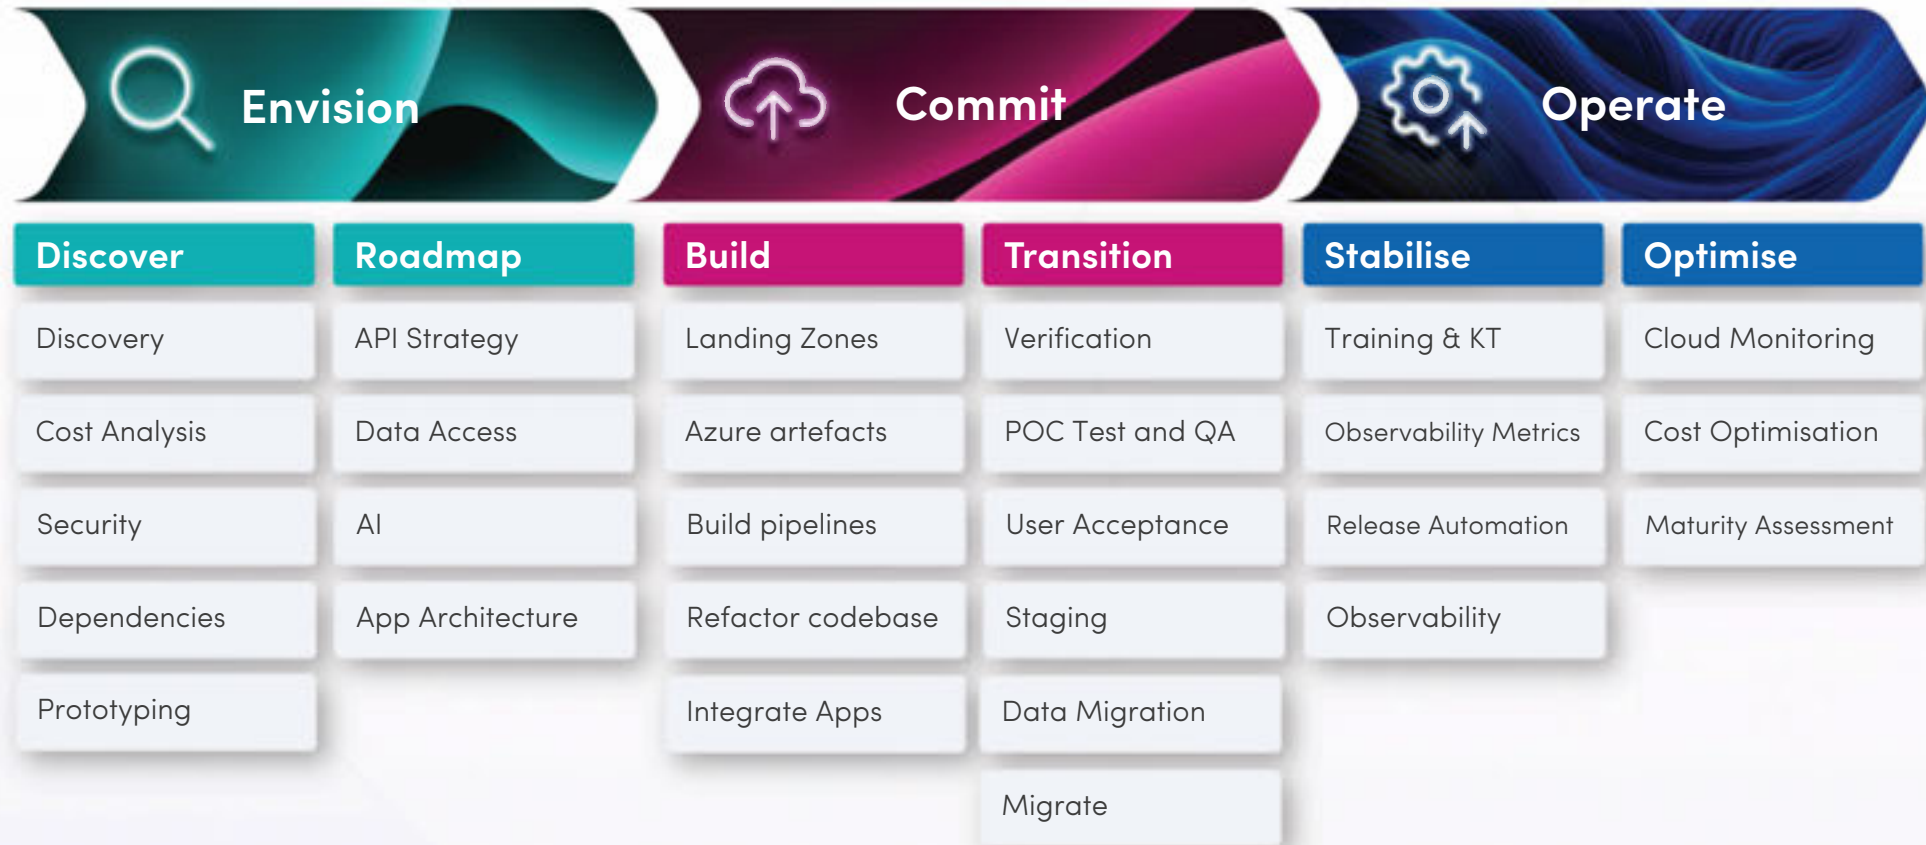 Envision
Commit
Operate
Discover
Discovery
Cost Analysis
Security
Dependencies
Prototyping
Roadmap
API Strategy
Data Access
AI
App Architecture
Build
Landing Zones
Azure artefacts
Build pipelines
Refactor codebase
Integrate Apps
Transition
Verification
POC Test and QA
User Acceptance
Staging
Data Migration
Migrate
Stabilise
Training & KT
Observability Metrics
Release Automation
Observability
Optimise
Cloud Monitoring
Cost Optimisation
Maturity Assessment